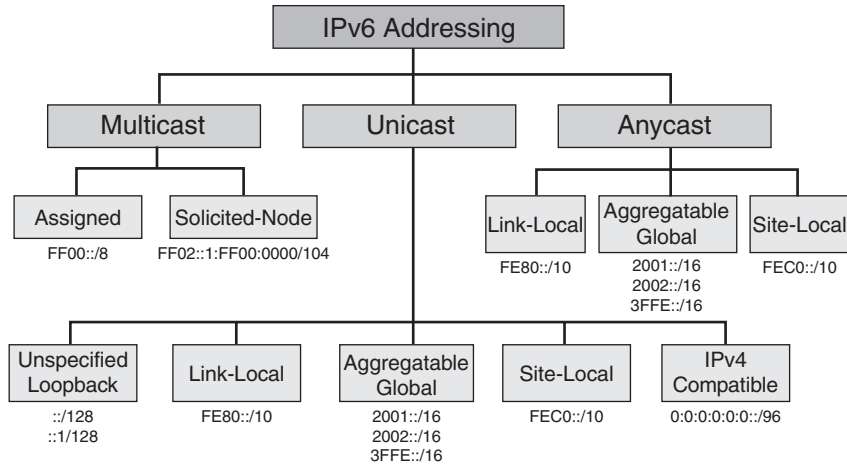 IPv6 Addressing
Multicast
Unicast
Anycast
Assigned
FF00::/8
Solicited-Node
FF02::1:FF00:0000/104
Link-Local
FE80::/10
Aggregatable
Global
2001::/16
2002::/16
3FFE::/16
Site-Local
FEC0::/10
Unspecified
Loopback
::/128
::1/128
Link-Local
FE80::/10
Aggregatable
Global
2001::/16
2002::/16
3FFE::/16
Site-Local
FEC0::/10
IPv4
Compatible
0:0:0:0:0:0::/96